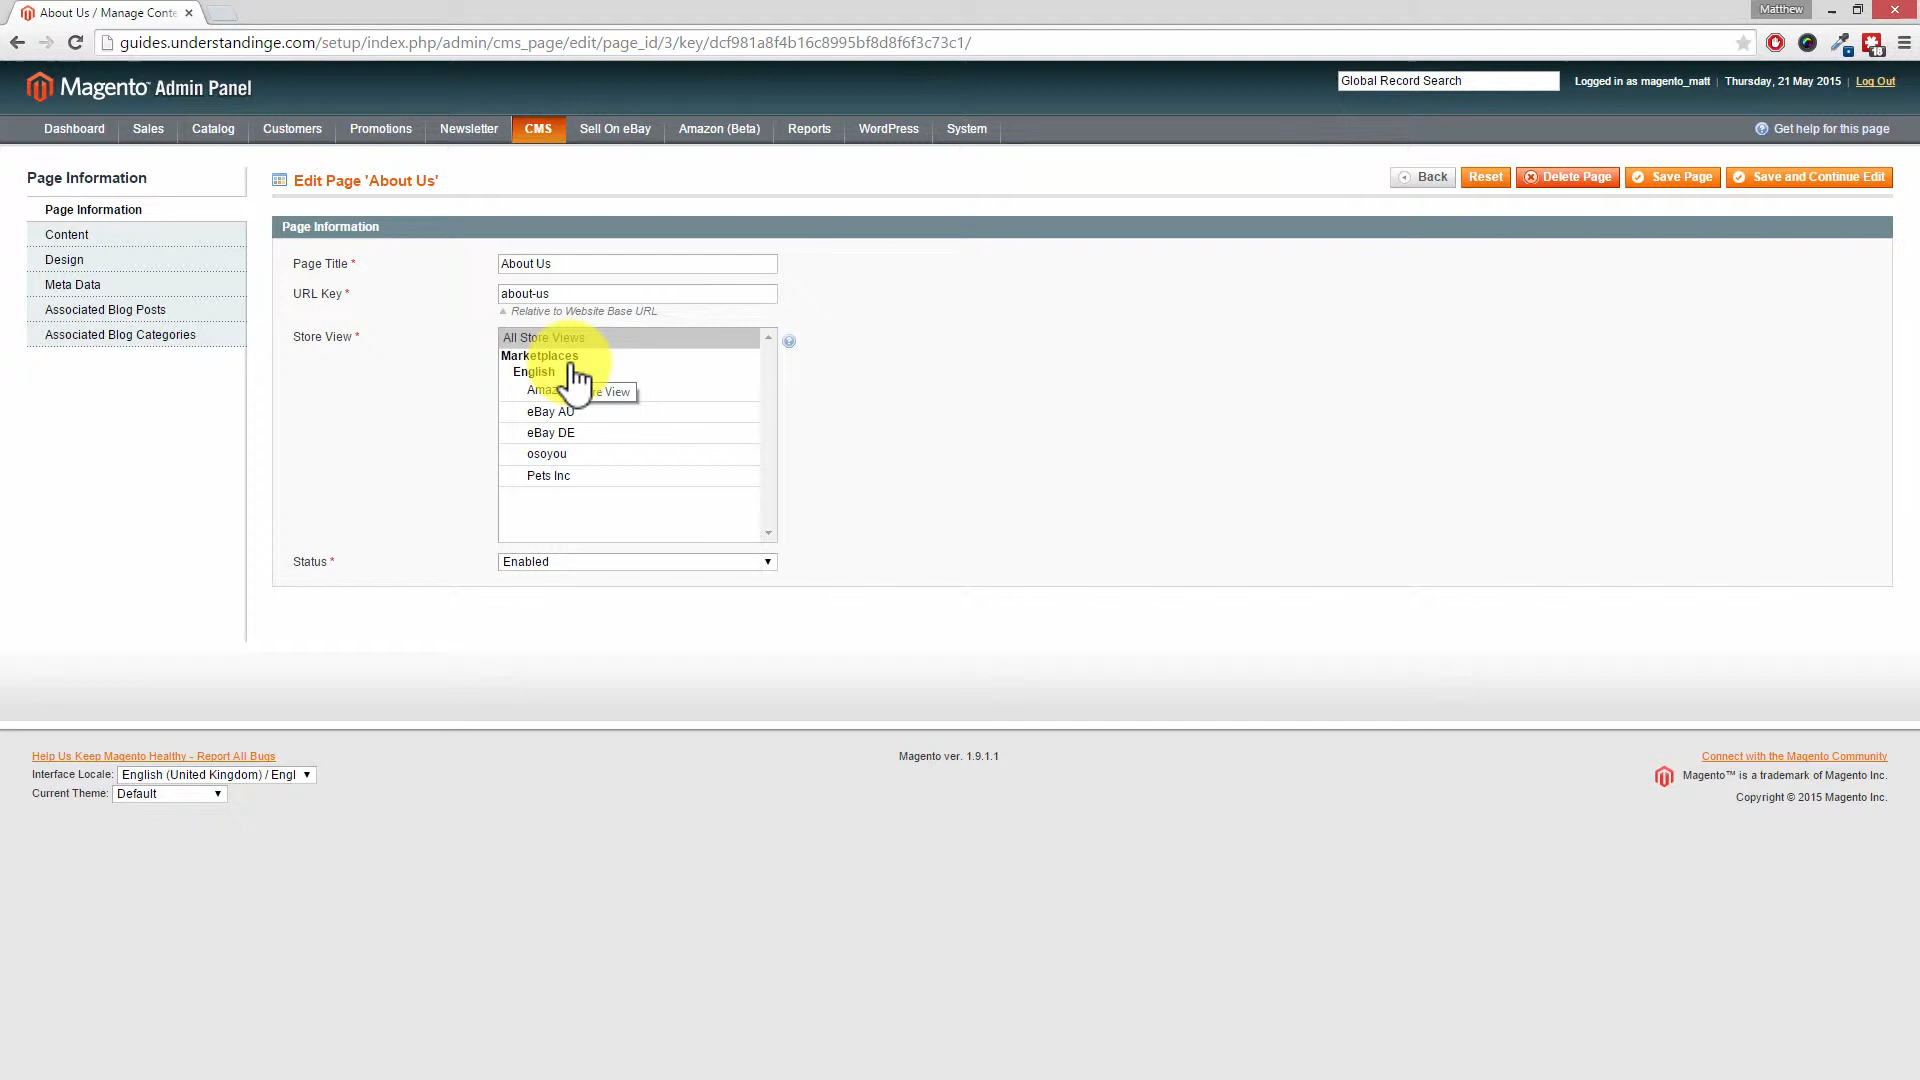 About Us / Manage Conte
Matthew
guides.understandinge.com/setup/index.php/admin/cms_page/edit/page_id/3/key/dcf981a8f4b16c8995bf8d8f6f3c73c1/
18
Magento™ Admin Panel
Global Record Search
Logged in as magento_matt | Thursday, 21 May 2015 | Log Out
Dashboard Sales Catalog Customers Promotions Newsletter CMS Sell On eBay Amazon (Beta) Reports WordPress System
Get help for this page
Page Information
Page Information
Content
Design
Meta Data
Associated Blog Posts
Associated Blog Categories
Edit Page 'About Us'
Back Reset Delete Page Save Page Save and Continue Edit
Page Information
Page Title * About Us
URL Key * about-us
Relative to Website Base URL
Store View * All Store Views
Marketplaces
English
View
eBay AU
eBay DE
osoyou
Pets Inc
Status * Enabled
Help Us Keep Magento Healthy - Report All Bugs
Interface Locale: English (United Kingdom) / Engl
Current Theme: Default
Magento ver. 1.9.1.1
Connect with the Magento Community
Magento™ is a trademark of Magento Inc.
Copyright © 2015 Magento Inc.